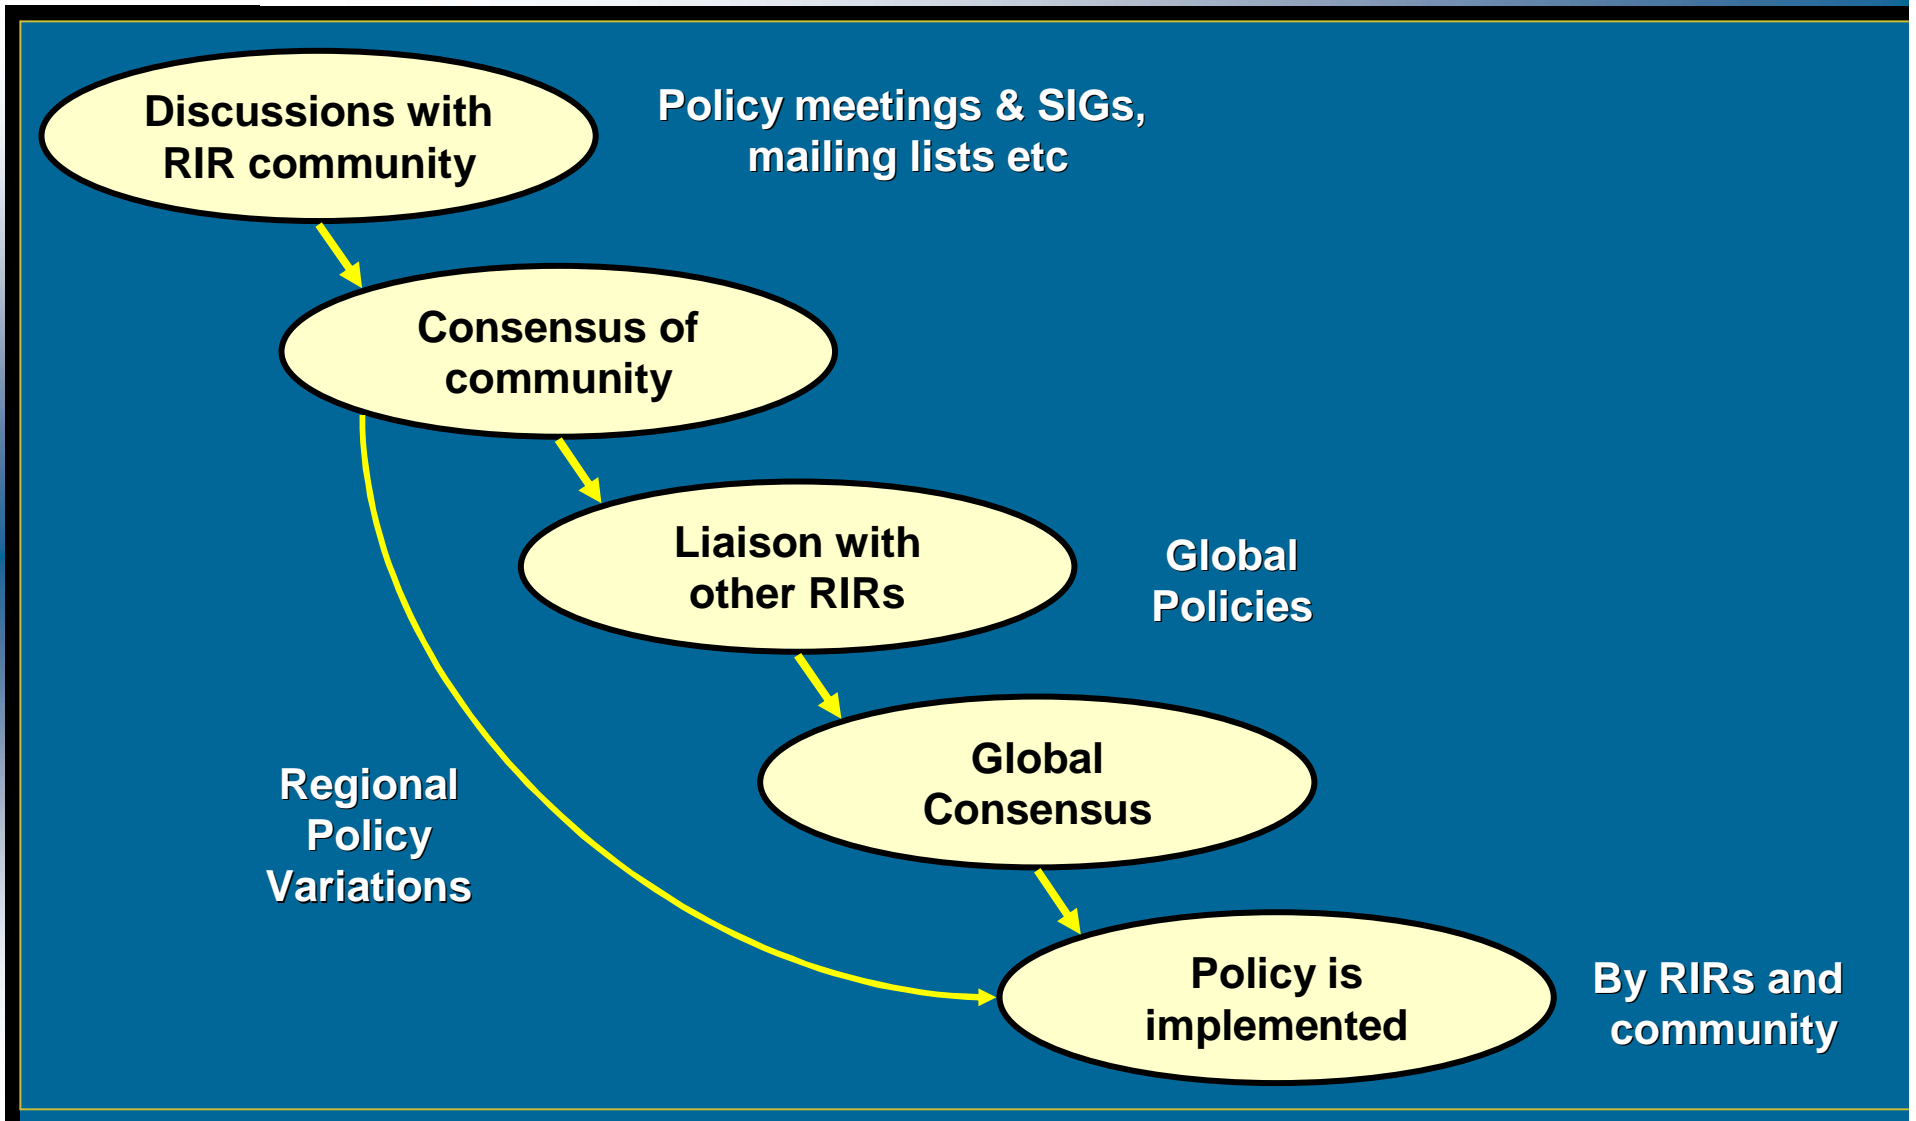 Discussions with
RIR community
Policy meetings & SIGs,
mailing lists etc
Consensus of
community
Liaison with
other RIRs
Global
Policies
Global
Consensus
Regional
Policy
Variations
Policy is
implemented
By RIRs and
community